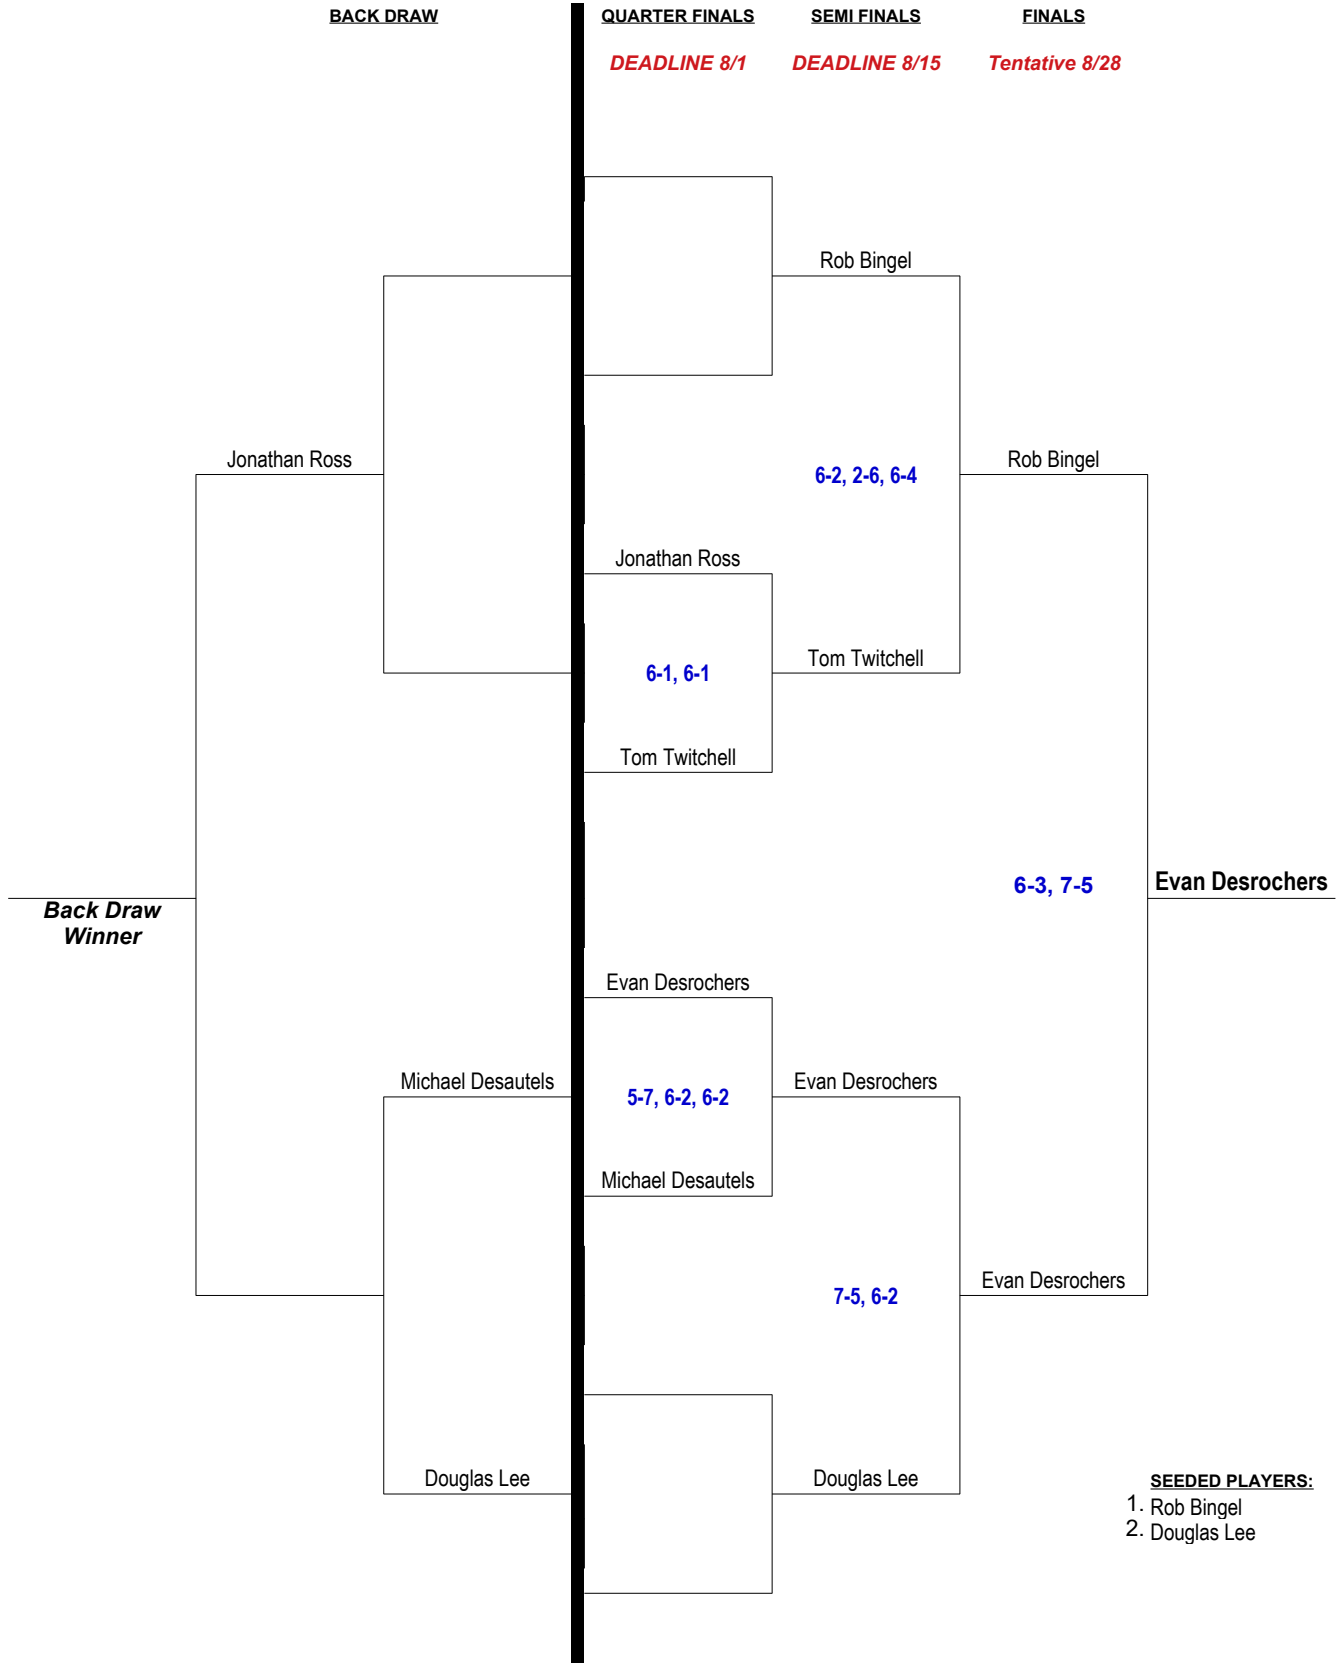 BACK DRAW
QUARTER FINALS
SEMI FINALS
FINALS
DEADLINE 8/1
DEADLINE 8/15
Tentative 8/28
Rob Bingel
Jonathan Ross
6-2, 2-6, 6-4
Rob Bingel
Jonathan Ross
6-1, 6-1
Tom Twitchell
Tom Twitchell
6-3, 7-5
Evan Desrochers
Back Draw
Winner
Evan Desrochers
Michael Desautels
5-7, 6-2, 6-2
Evan Desrochers
Michael Desautels
7-5, 6-2
Evan Desrochers
Douglas Lee
Douglas Lee
SEEDED PLAYERS:
1. Rob Bingel
2. Douglas Lee